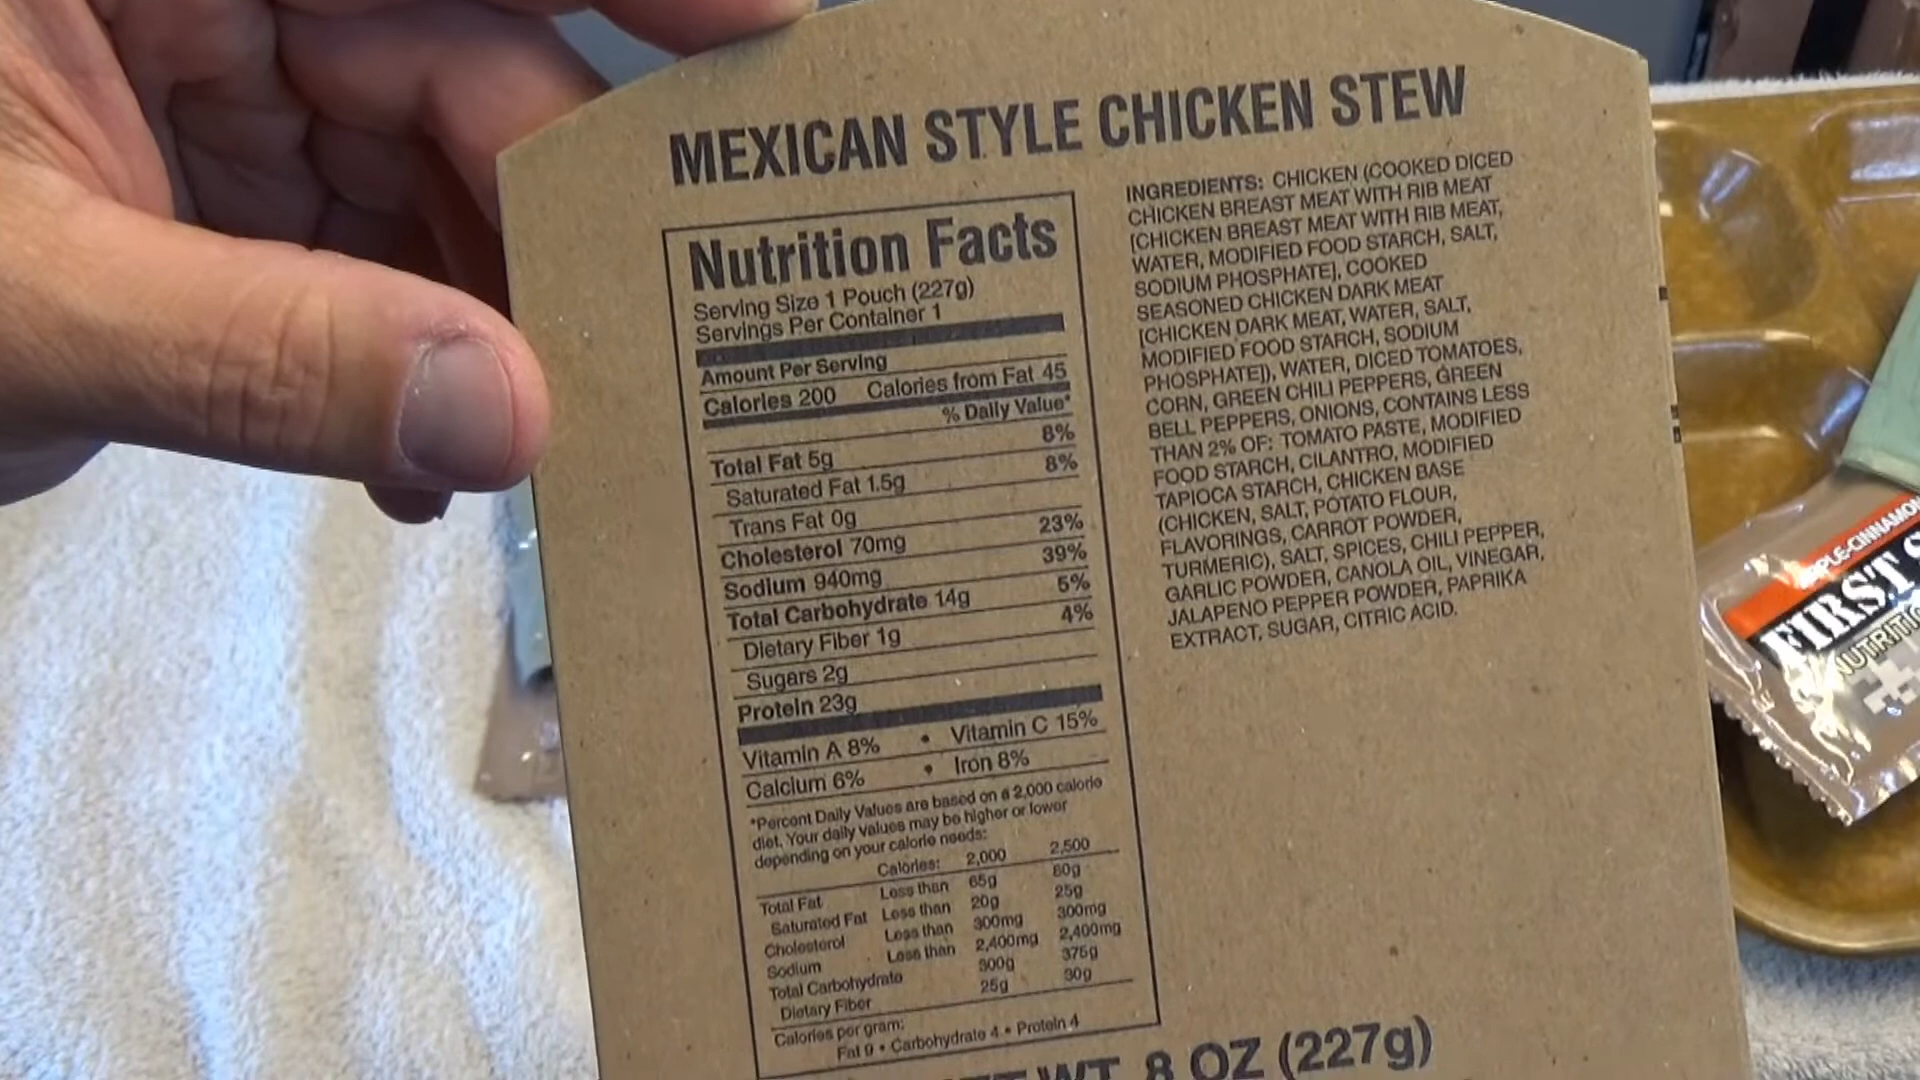 MEXICAN STYLE CHICKEN STEW
Nutrition Facts
Serving Size 1 Pouch (227g)
Servings Per Container 1
Amount Per Serving
Calories 200 Calories from Fat 45
% Daily Value*
Total Fat 5g 8%
Saturated Fat 1.5g 8%
Trans Fat 0g
Cholesterol 70mg 23%
Sodium 940mg 39%
Total Carbohydrate 14g 5%
Dietary Fiber 1g 4%
Sugars 2g
Protein 23g
Vitamin A 8% • Vitamin C 15%
Calcium 6% • Iron 8%
*Percent Daily Values are based on a 2,000 calorie
diet. Your daily values may be higher or lower
depending on your calorie needs:
Calories: 2,000 2,500
Total Fat Less than 65g 80g
Saturated Fat Less than 20g 25g
Cholesterol Less than 300mg 300mg
Sodium Less than 2,400mg 2,400mg
Total Carbohydrate 300g 375g
Dietary Fiber 25g 30g
Calories per gram:
Fat 9 • Carbohydrate 4 • Protein 4
INGREDIENTS: CHICKEN (COOKED DICED
CHICKEN BREAST MEAT WITH RIB MEAT
[CHICKEN BREAST MEAT WITH RIB MEAT,
WATER, MODIFIED FOOD STARCH, SALT,
SODIUM PHOSPHATE], COOKED
SEASONED CHICKEN DARK MEAT
[CHICKEN DARK MEAT, WATER, SALT,
MODIFIED FOOD STARCH, SODIUM
PHOSPHATE]), WATER, DICED TOMATOES,
CORN, GREEN CHILI PEPPERS, GREEN
BELL PEPPERS, ONIONS, CONTAINS LESS
THAN 2% OF: TOMATO PASTE, MODIFIED
FOOD STARCH, CILANTRO, MODIFIED
TAPIOCA STARCH, CHICKEN BASE
(CHICKEN, SALT, POTATO FLOUR,
FLAVORINGS, CARROT POWDER,
TURMERIC), SALT, SPICES, CHILI PEPPER,
GARLIC POWDER, CANOLA OIL, VINEGAR,
JALAPENO PEPPER POWDER, PAPRIKA
EXTRACT, SUGAR, CITRIC ACID.
WT. 8 OZ (227g)
FIRST